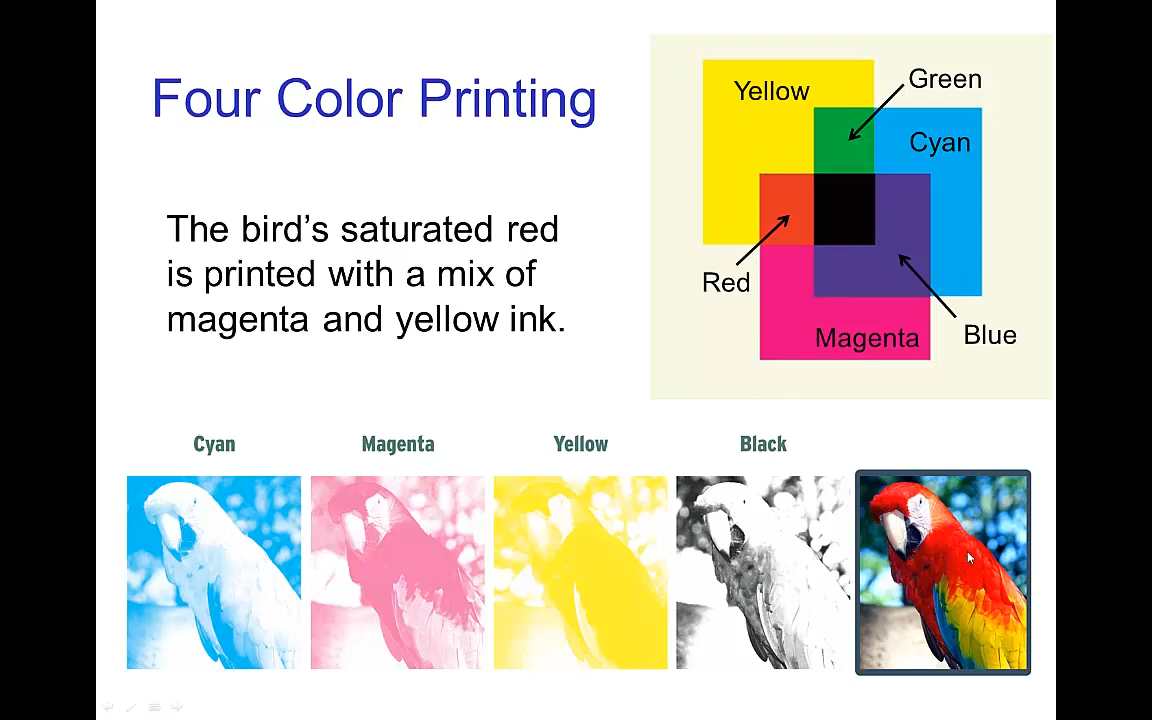 Four Color Printing
The bird’s saturated red
is printed with a mix of
magenta and yellow ink.
Yellow
Green
Cyan
Red
Magenta
Blue
Cyan
Magenta
Yellow
Black